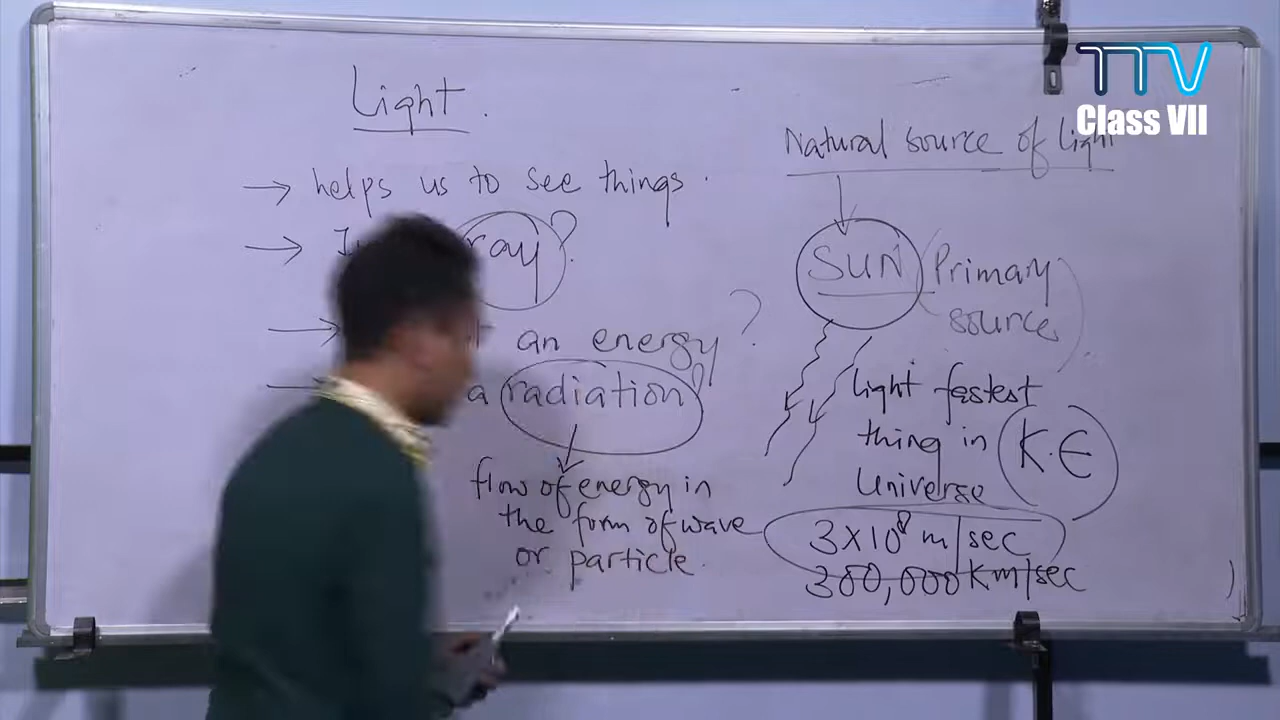 TTV
Class VII
Light.
→ helps us to see things.
→ ray?
→ an energy?
→ a radiation?
flow of energy in
the form of wave
or particle.
Natural source of light
SUN (Primary
source)
Light fastest
thing in K.E
Universe
3x10⁸ m/sec
300,000 Km/sec